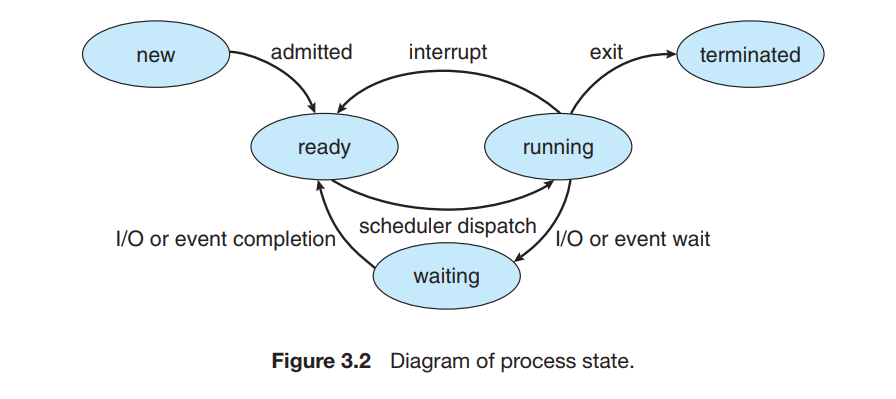 new
admitted
interrupt
exit
terminated
ready
running
scheduler dispatch
I/O or event completion
I/O or event wait
waiting
Figure 3.2 Diagram of process state.